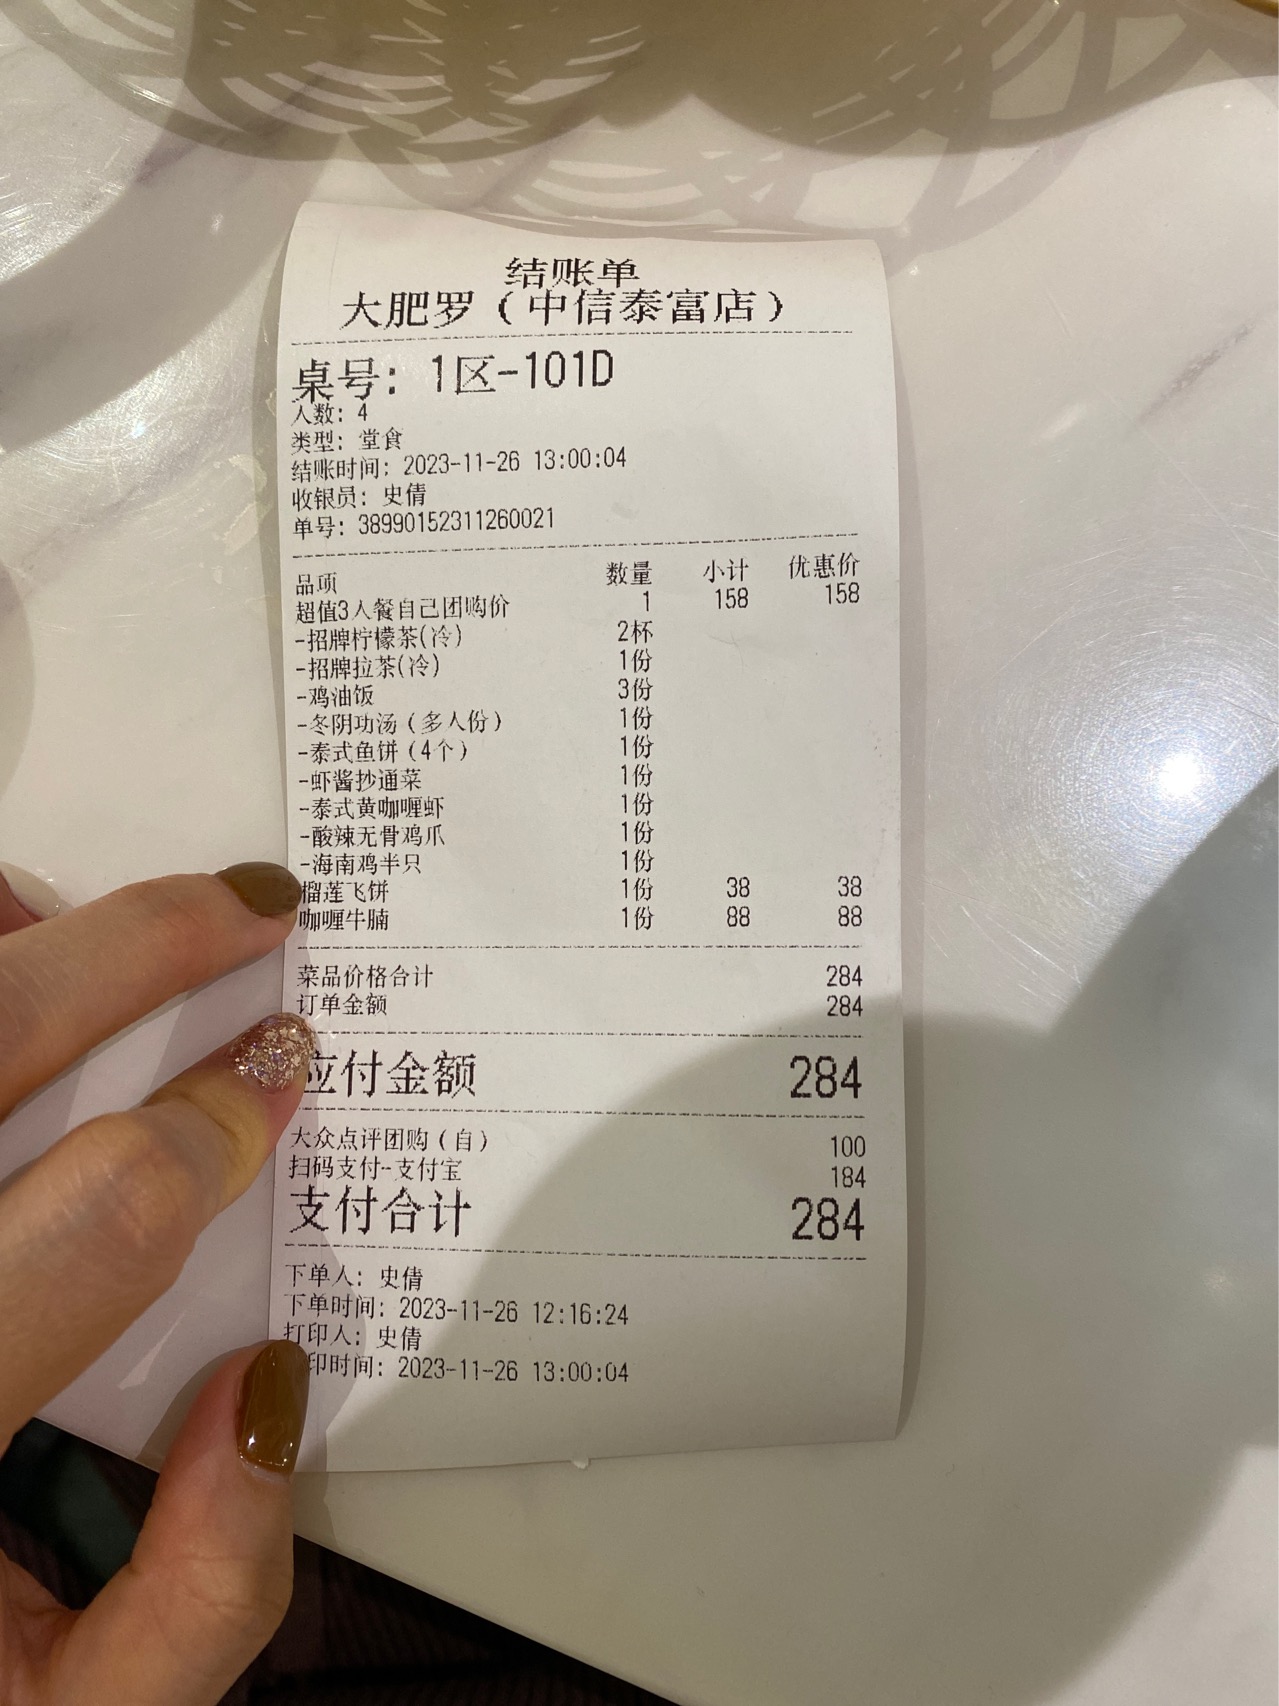 结账单
大肥罗（中信泰富店）
桌号: 1区-101D
人数: 4
类型: 堂食
结账时间: 2023-11-26 13:00:04
收银员: 史倩
单号: 38990152311260021
品项 数量 小计 优惠价
超值3人餐自己团购价 1 158 158
-招牌柠檬茶(冷) 2杯
-招牌拉茶(冷) 1份
-鸡油饭 3份
-冬阴功汤（多人份） 1份
-泰式鱼饼（4个） 1份
-虾酱抄通菜 1份
-泰式黄咖喱虾 1份
-酸辣无骨鸡爪 1份
-海南鸡半只 1份
榴莲飞饼 1份 38 38
咖喱牛腩 1份 88 88
菜品价格合计 284
订单金额 284
应付金额 284
大众点评团购（自） 100
扫码支付-支付宝 184
支付合计 284
下单人: 史倩
下单时间: 2023-11-26 12:16:24
打印人: 史倩
印时间: 2023-11-26 13:00:04